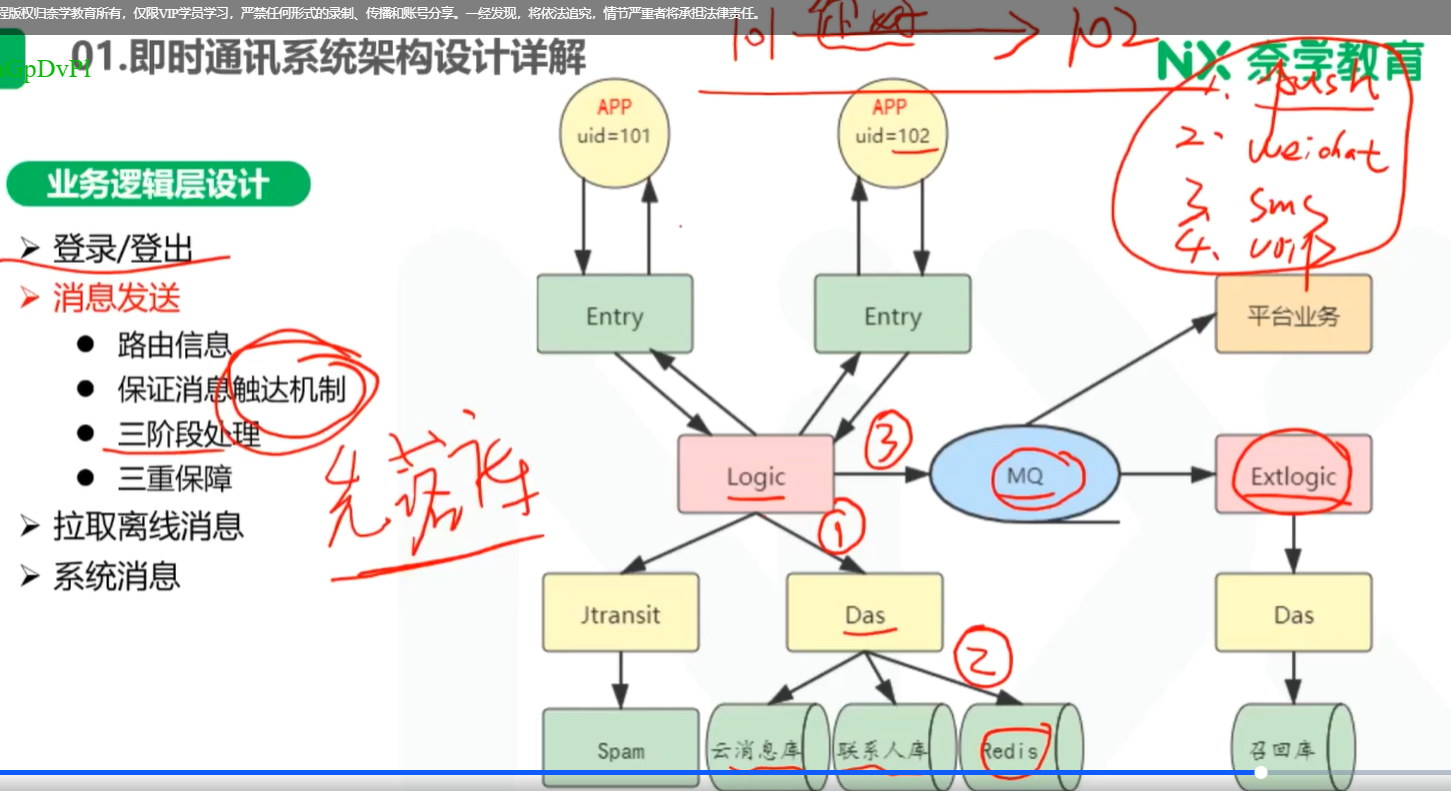 程版权归奈学教育所有，仅限VIP学员学习，严禁任何形式的录制、传播和账号分享。一经发现，将依法追究，情节严重者将承担法律责任。
01.即时通讯系统架构设计详解
GpDvPl
101 → 102
NX 奈学教育
1、push
2、weichat
3、sms
4、voip
APP
uid=101
APP
uid=102
业务逻辑层设计
➢ 登录/登出
➢ 消息发送
● 路由信息
● 保证消息触达机制
● 三阶段处理
● 三重保障
➢ 拉取离线消息
➢ 系统消息
先落库
Entry
Entry
平台业务
Logic
③
MQ
Extlogic
①
Jtransit
Das
Das
②
Spam
云消息库
联系人库
Redis
召回库